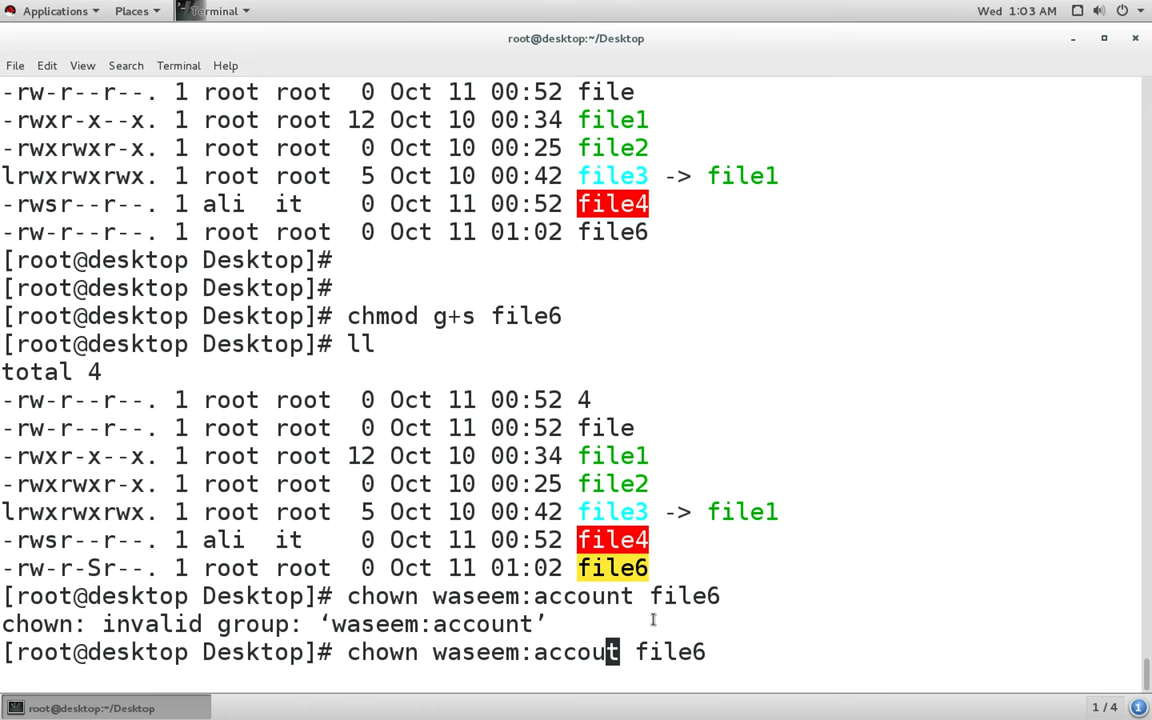 Applications Places Terminal Wed 1:03 AM
root@desktop:~/Desktop
File Edit View Search Terminal Help
-rw-r--r--. 1 root root 0 Oct 11 00:52 file
-rwxr-x--x. 1 root root 12 Oct 10 00:34 file1
-rwxrwxr-x. 1 root root 0 Oct 10 00:25 file2
lrwxrwxrwx. 1 root root 5 Oct 10 00:42 file3 -> file1
-rwsr--r--. 1 ali it 0 Oct 11 00:52 file4
-rw-r--r--. 1 root root 0 Oct 11 01:02 file6
[root@desktop Desktop]#
[root@desktop Desktop]#
[root@desktop Desktop]# chmod g+s file6
[root@desktop Desktop]# ll
total 4
-rw-r--r--. 1 root root 0 Oct 11 00:52 4
-rw-r--r--. 1 root root 0 Oct 11 00:52 file
-rwxr-x--x. 1 root root 12 Oct 10 00:34 file1
-rwxrwxr-x. 1 root root 0 Oct 10 00:25 file2
lrwxrwxrwx. 1 root root 5 Oct 10 00:42 file3 -> file1
-rwsr--r--. 1 ali it 0 Oct 11 00:52 file4
-rw-r-Sr--. 1 root root 0 Oct 11 01:02 file6
[root@desktop Desktop]# chown waseem:account file6
chown: invalid group: ‘waseem:account’
[root@desktop Desktop]# chown waseem:accout file6
root@desktop:~/Desktop 1 / 4 1